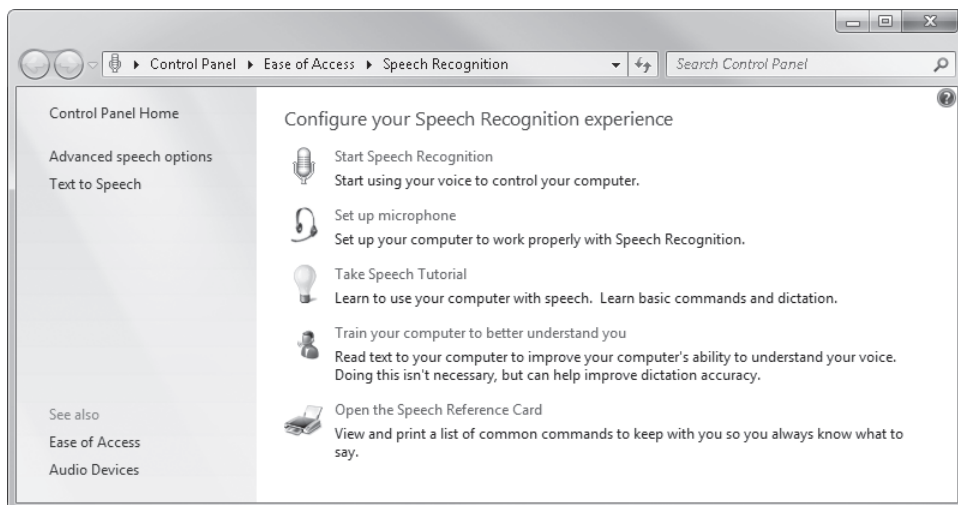 Control Panel ▸ Ease of Access ▸ Speech Recognition
Search Control Panel
Control Panel Home
Advanced speech options
Text to Speech
Configure your Speech Recognition experience
Start Speech Recognition
Start using your voice to control your computer.
Set up microphone
Set up your computer to work properly with Speech Recognition.
Take Speech Tutorial
Learn to use your computer with speech. Learn basic commands and dictation.
Train your computer to better understand you
Read text to your computer to improve your computer's ability to understand your voice.
Doing this isn't necessary, but can help improve dictation accuracy.
Open the Speech Reference Card
View and print a list of common commands to keep with you so you always know what to
say.
See also
Ease of Access
Audio Devices